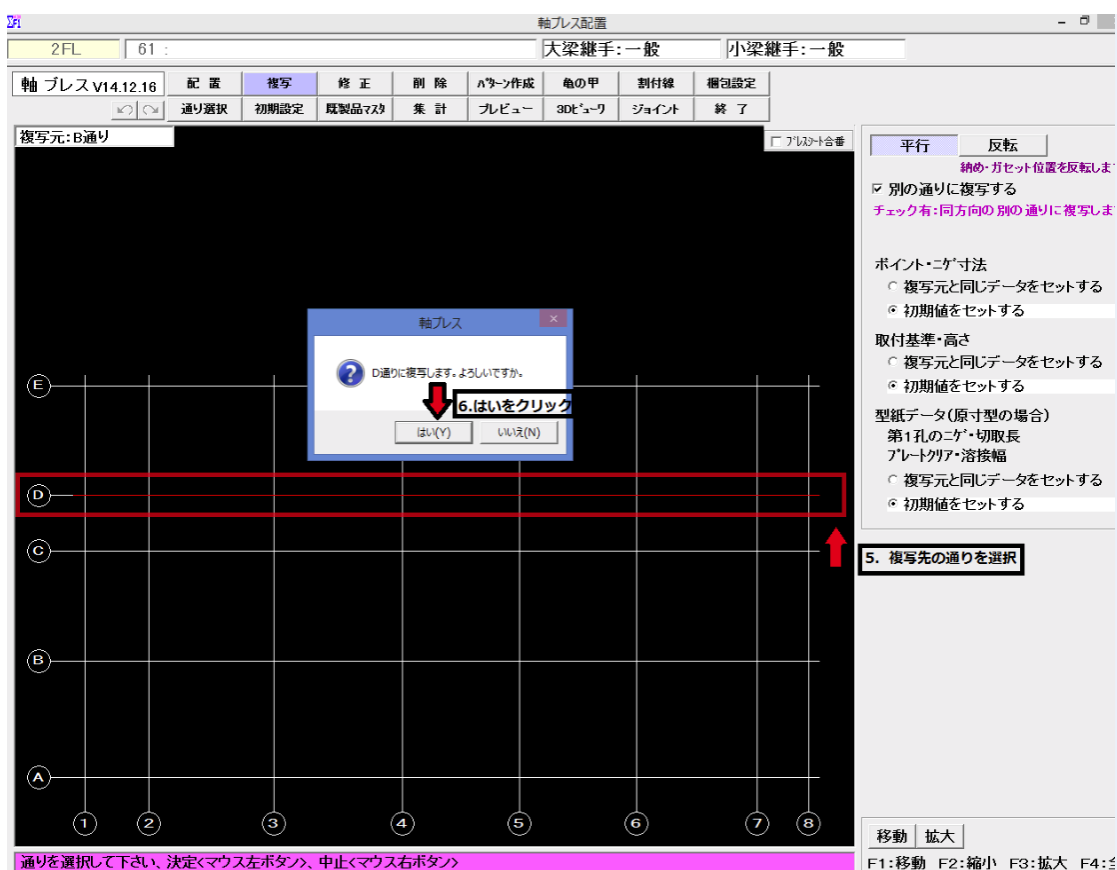 軸ブレス配置
2FL
61 :
大梁継手:一般
小梁継手:一般
軸 ブレス V14.12.16
配 置
複写
修 正
削 除
ﾊﾟﾀｰﾝ作成
亀の甲
割付線
梱包設定
通り選択
初期設定
既製品ﾏｽﾀ
集 計
プレビュー
3Dﾋﾞｭｰﾜ
ジョイント
終 了
複写元:B通り
ﾌﾞﾚｽｼｰﾄ合番
平行
反転
納め・ガセット位置を反転しま
別の通りに複写する
チェック有:同方向の別の通りに複写しま
ポイント・ニゲ寸法
複写元と同じデータをセットする
初期値をセットする
取付基準・高さ
複写元と同じデータをセットする
初期値をセットする
型紙データ(原寸型の場合)
第1孔のニゲ・切取長
ﾌﾟﾚｰﾄｸﾘｱ・溶接幅
複写元と同じデータをセットする
初期値をセットする
軸ブレス
D通りに複写します。よろしいですか。
6.はいをクリック
はい(Y)
いいえ(N)
5. 複写先の通りを選択
E
D
C
B
A
1 2 3 4 5 6 7 8
移動
拡大
通りを選択して下さい、決定<マウス左ボタン>、中止<マウス右ボタン>
F1:移動 F2:縮小 F3:拡大 F4: